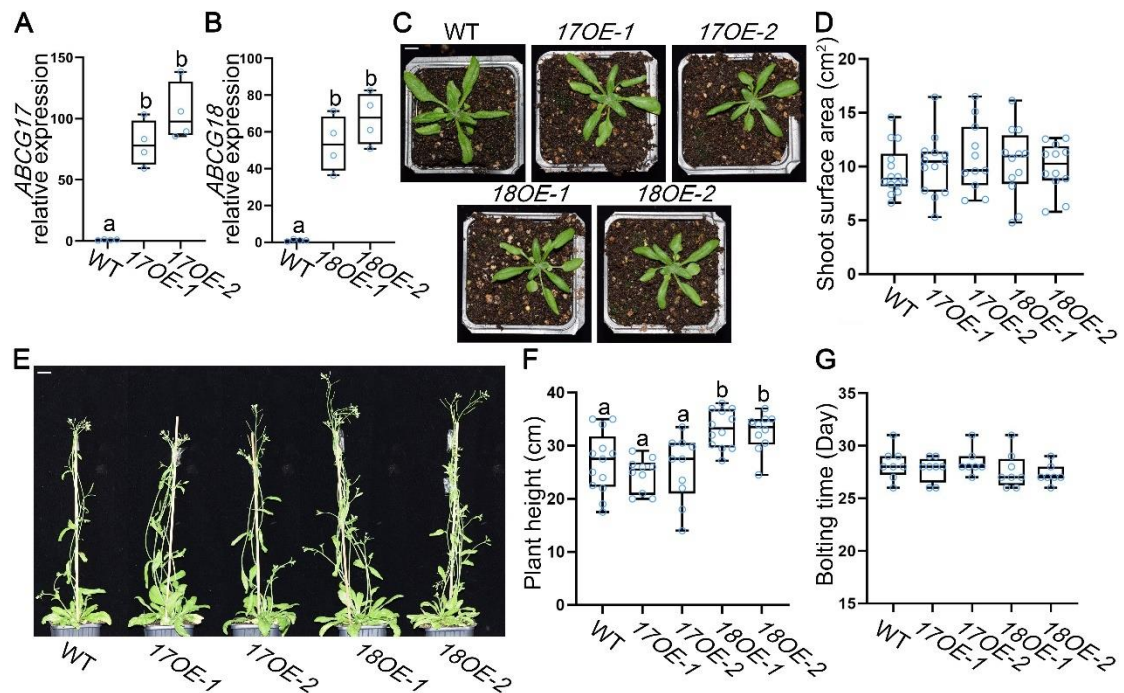 A
ABCG17
relative expression
150
100
50
0
a
b
b
WT
17OE-1
17OE-2
B
ABCG18
relative expression
100
80
60
40
20
0
a
b
b
WT
18OE-1
18OE-2
C
WT
17OE-1
17OE-2
18OE-1
18OE-2
D
Shoot surface area (cm²)
20
15
10
5
0
WT
17OE-1
17OE-2
18OE-1
18OE-2
E
WT
17OE-1
17OE-2
18OE-1
18OE-2
F
Plant height (cm)
40
30
20
10
0
a
a
a
b
b
WT
17OE-1
17OE-2
18OE-1
18OE-2
G
Bolting time (Day)
35
30
25
20
15
WT
17OE-1
17OE-2
18OE-1
18OE-2